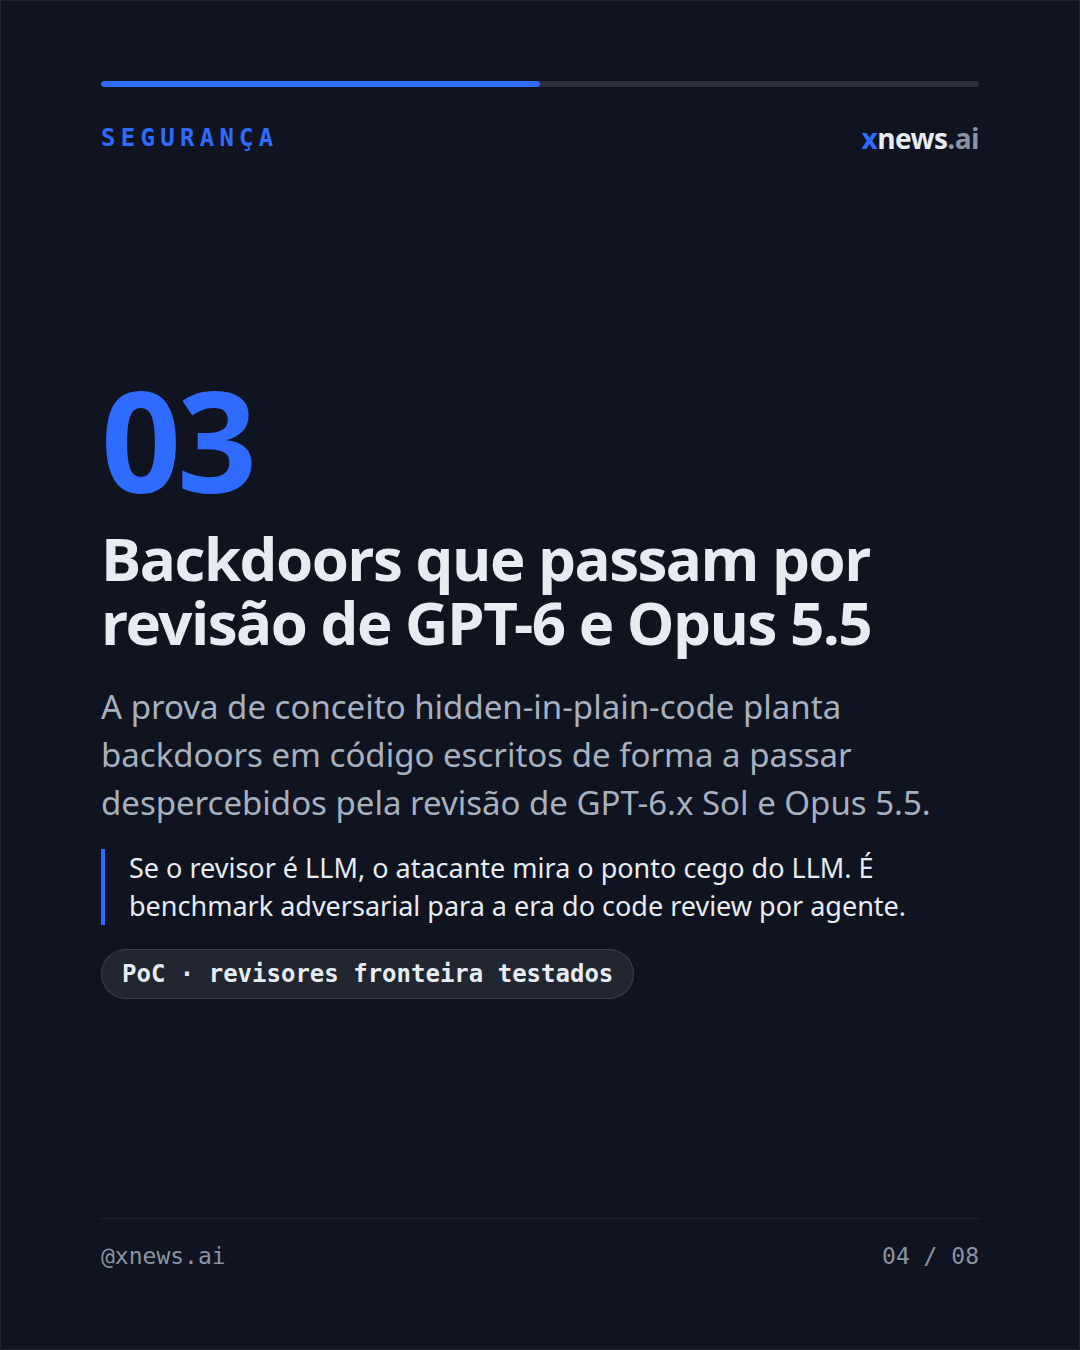 SEGURANÇA
xnews.ai
03
Backdoors que passam por
revisão de GPT-6 e Opus 5.5
A prova de conceito hidden-in-plain-code planta
backdoors em código escritos de forma a passar
despercebidos pela revisão de GPT-6.x Sol e Opus 5.5.
Se o revisor é LLM, o atacante mira o ponto cego do LLM. É
benchmark adversarial para a era do code review por agente.
PoC · revisores fronteira testados
@xnews.ai
04 / 08